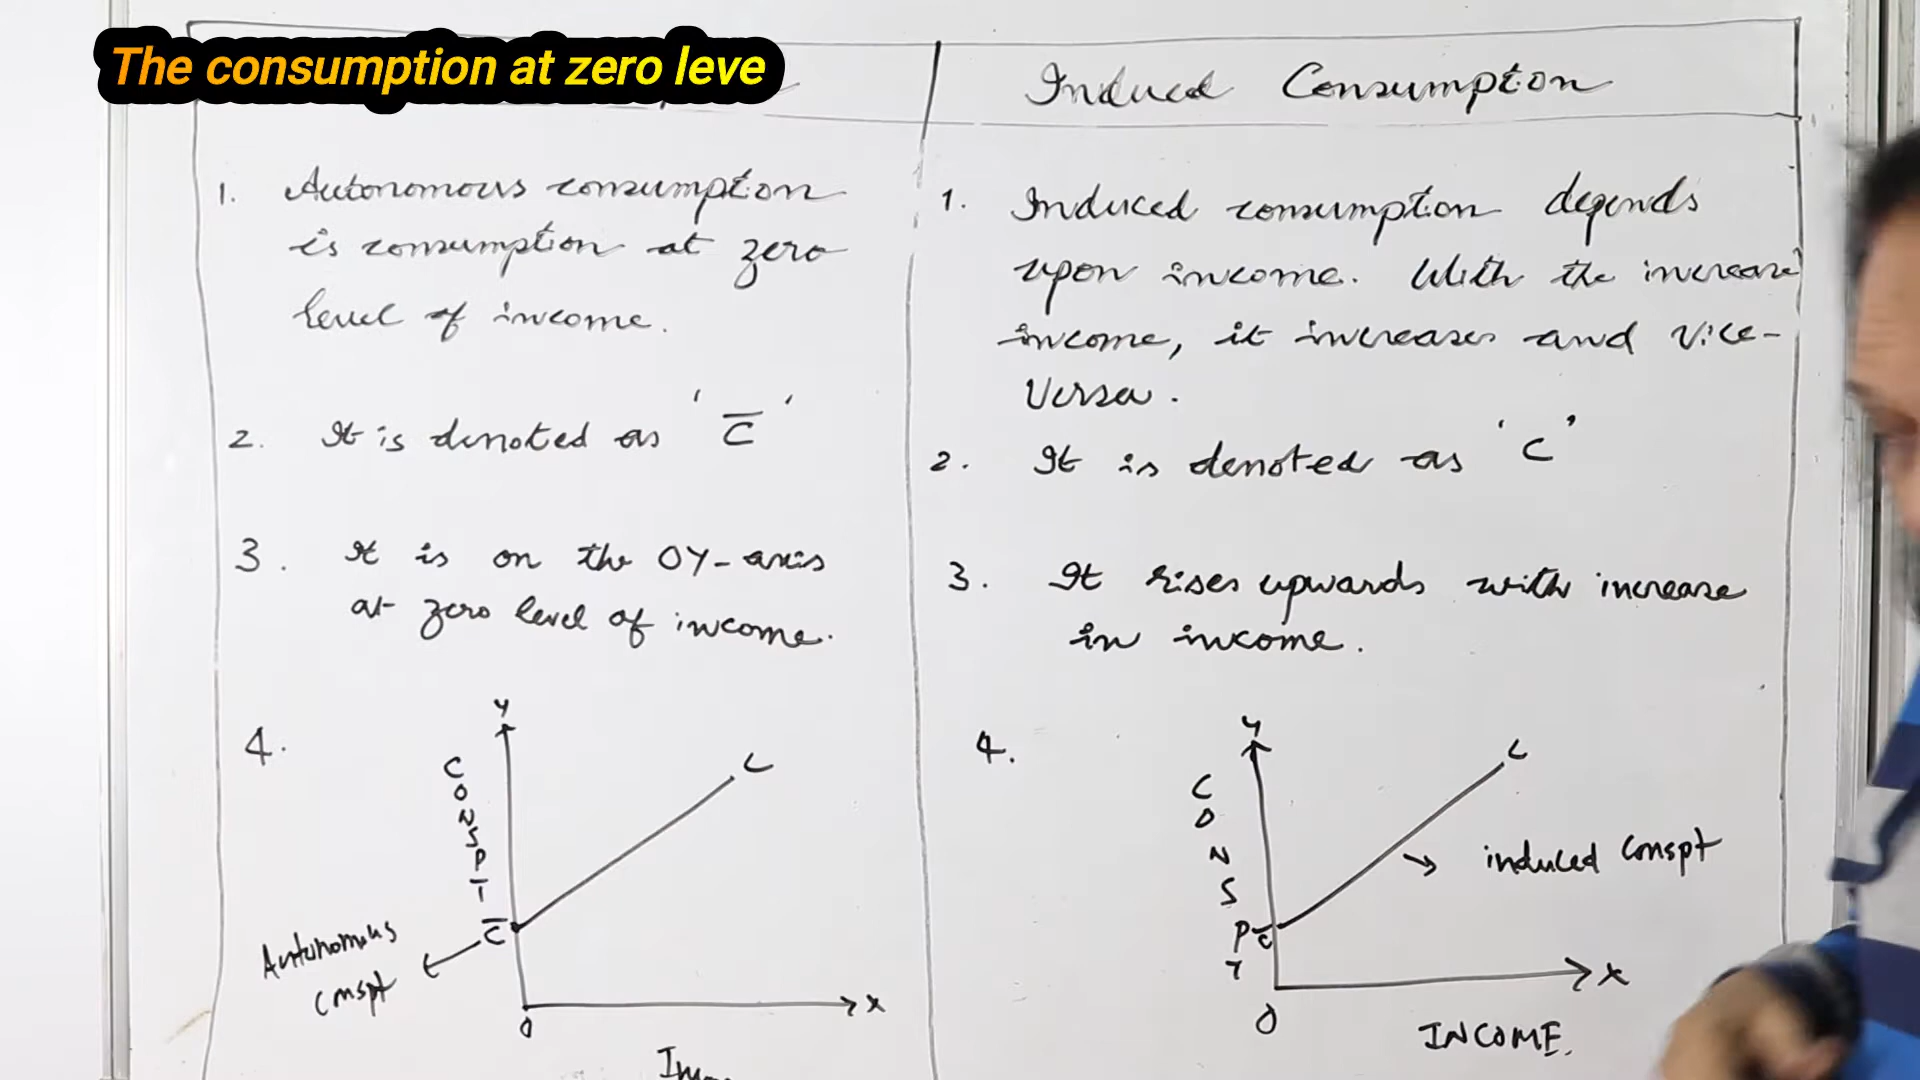 The consumption at zero leve
Induced Consumption
1. Autonomous consumption
is consumption at zero
level of income.
2. It is denoted as ' C̅ '
3. It is on the OY-axis
at zero level of income.
4.
Y
CONSPT
C
C̅
Autonomous
Conspt
O
X
1. Induced consumption depends
upon income. With the increase
income, it increases and vice-
versa.
2. It is denoted as 'C'
3. It rises upwards with increase
in income.
4.
Y
CONSPT
C
induced Conspt
C̅
O
X
INCOME.